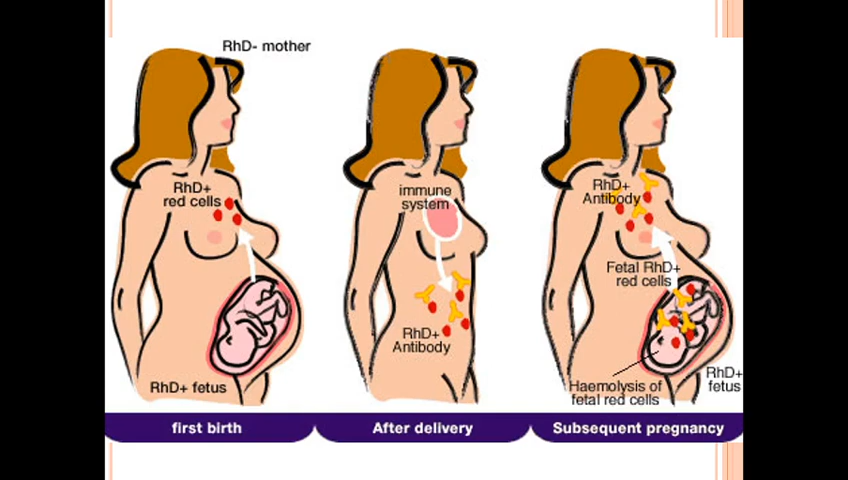 RhD- mother
RhD+
red cells
RhD+ fetus
first birth
immune
system
RhD+
Antibody
After delivery
RhD+
Antibody
Fetal RhD+
red cells
Haemolysis of
fetal red cells
RhD+
fetus
Subsequent pregnancy